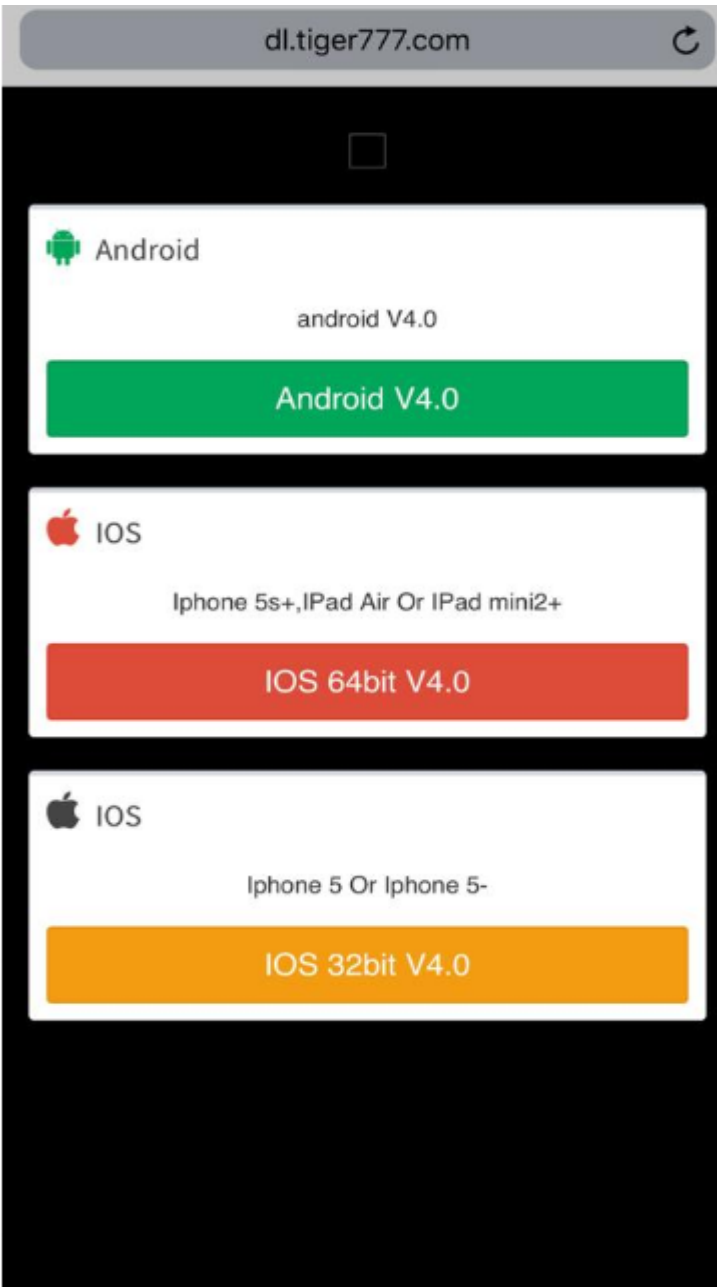 dl.tiger777.com
Android
android V4.0
Android V4.0
IOS
Iphone 5s+,IPad Air Or IPad mini2+
IOS 64bit V4.0
IOS
Iphone 5 Or Iphone 5-
IOS 32bit V4.0